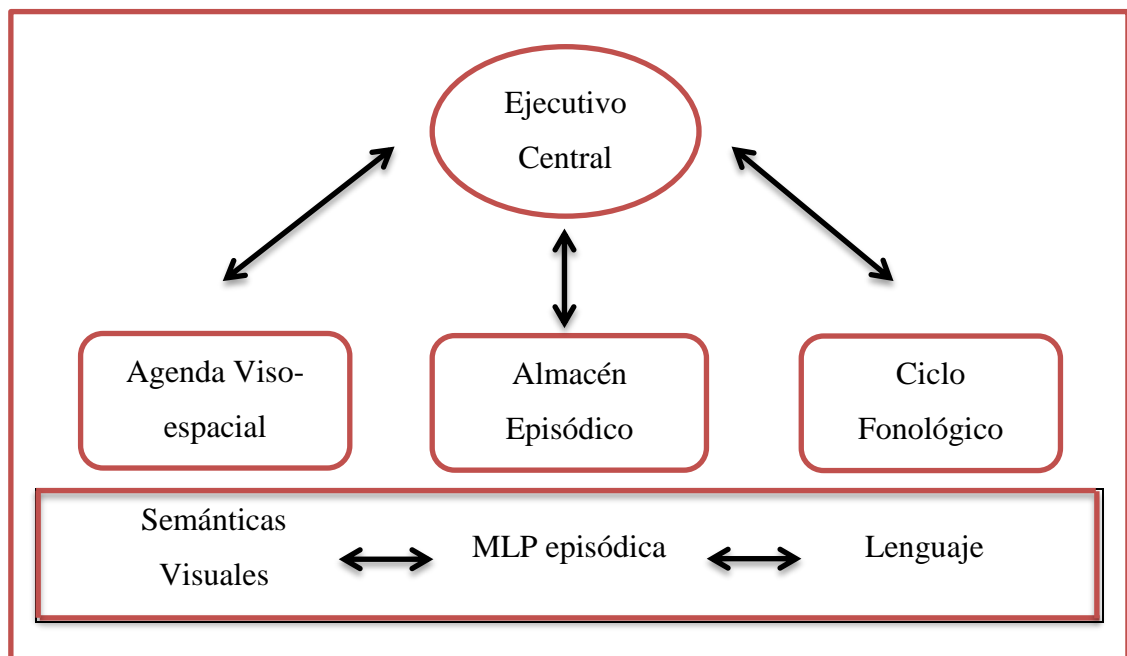 Ejecutivo
Central
Agenda Viso-
espacial
Almacén
Episódico
Ciclo
Fonológico
Semánticas
Visuales
MLP episódica
Lenguaje